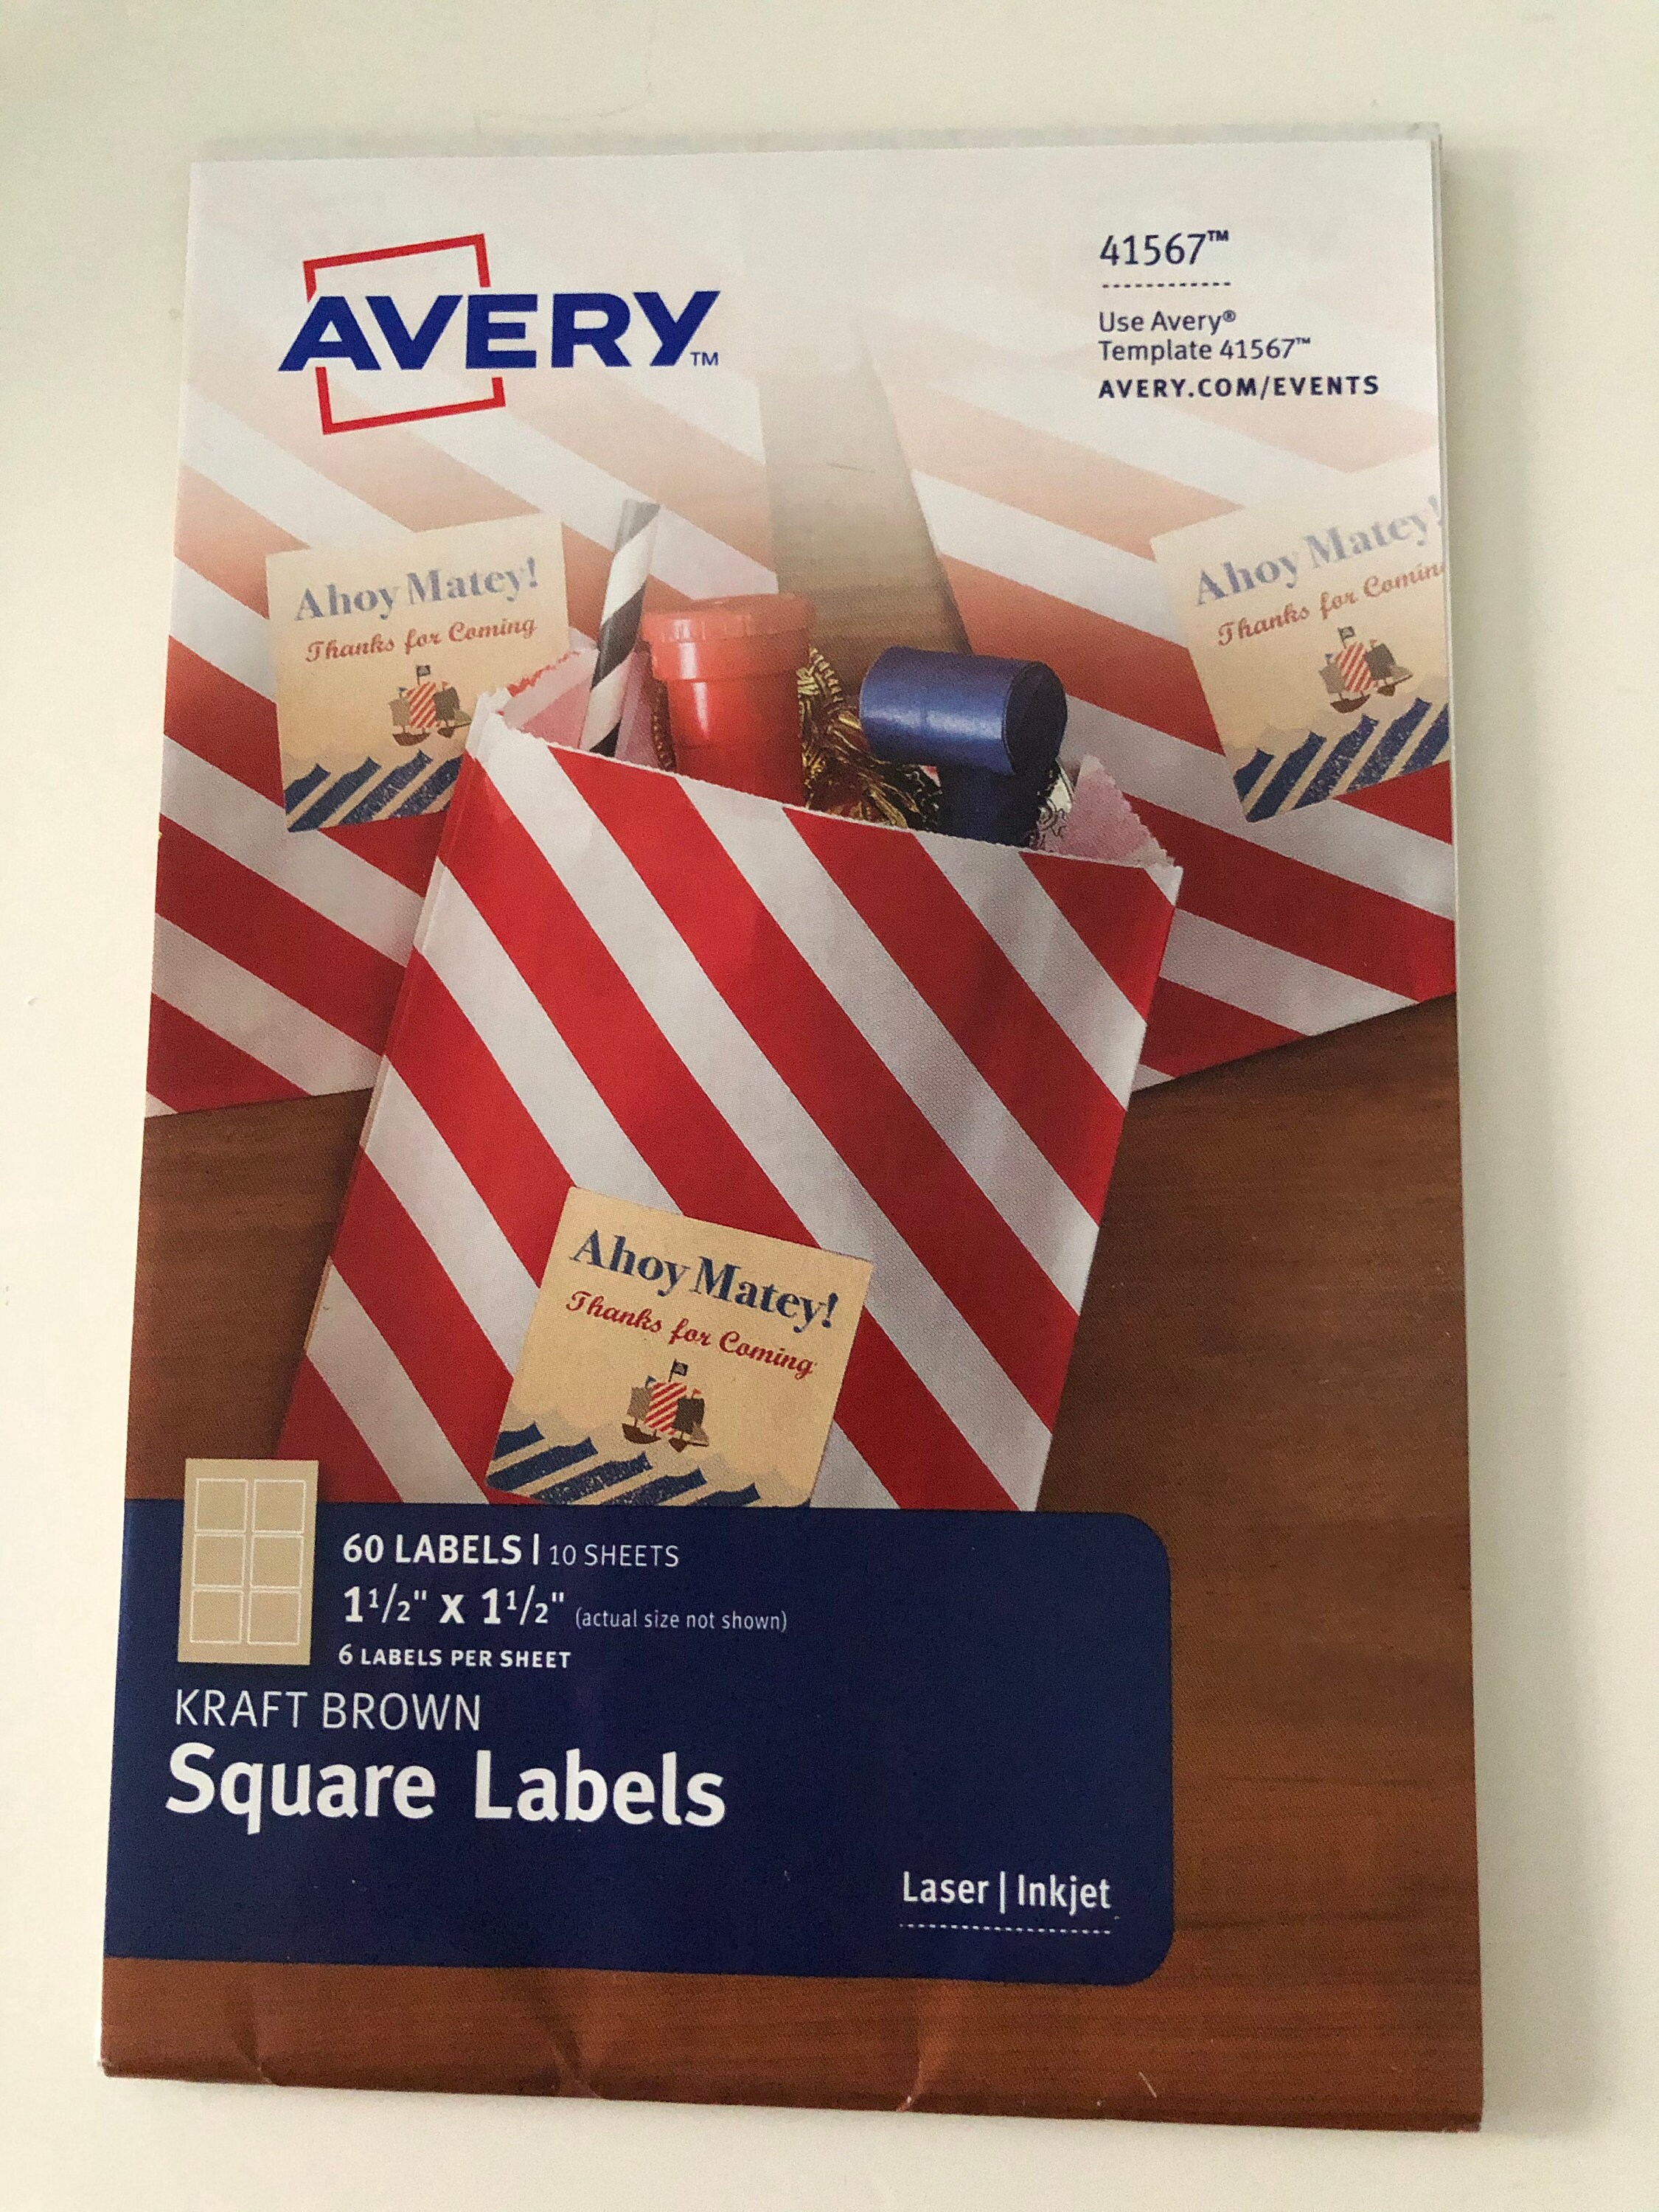 AVERY™
41567™
Use Avery®
Template 41567™
AVERY.COM/EVENTS
Ahoy Matey!
Thanks for Coming
Ahoy Matey!
Thanks for Coming
Ahoy Matey!
Thanks for Coming
60 LABELS | 10 SHEETS
1 1/2" x 1 1/2" (actual size not shown)
6 LABELS PER SHEET
KRAFT BROWN
Square Labels
Laser | Inkjet